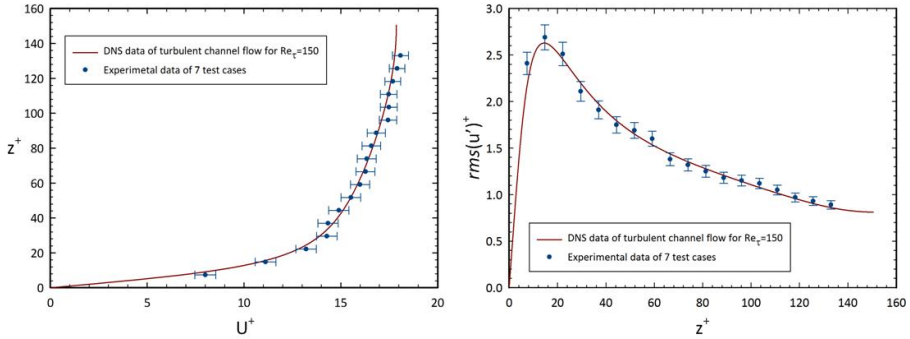 160
140
120
100
80
60
40
20
0
z⁺
DNS data of turbulent channel flow for Reτ=150
Experimetal data of 7 test cases
0 5 10 15 20
U⁺
3.0
2.5
2.0
1.5
1.0
0.5
0.0
rms(u')⁺
DNS data of turbulent channel flow for Reτ=150
Experimental data of 7 test cases
0 20 40 60 80 100 120 140 160
z⁺